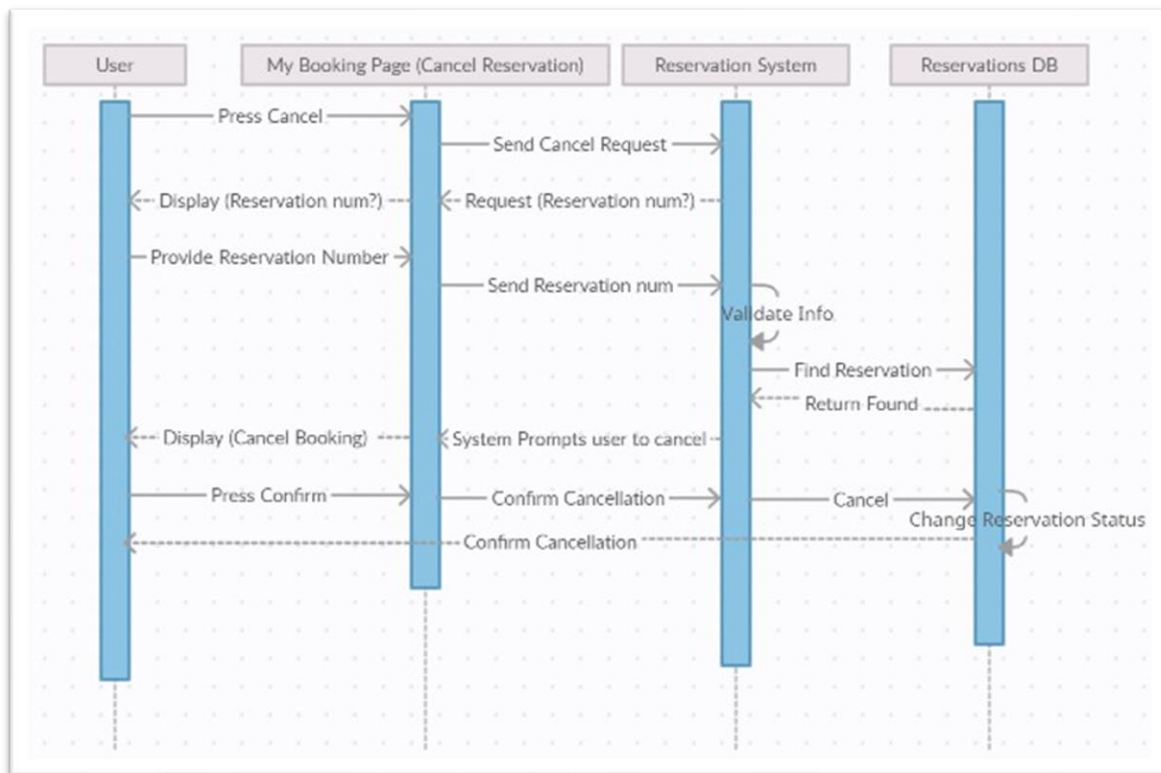 User
My Booking Page (Cancel Reservation)
Reservation System
Reservations DB
Press Cancel
Send Cancel Request
Display (Reservation num?)
Request (Reservation num?)
Provide Reservation Number
Send Reservation num
Validate Info
Find Reservation
Return Found
Display (Cancel Booking)
System Prompts user to cancel
Press Confirm
Confirm Cancellation
Cancel
Change Reservation Status
Confirm Cancellation